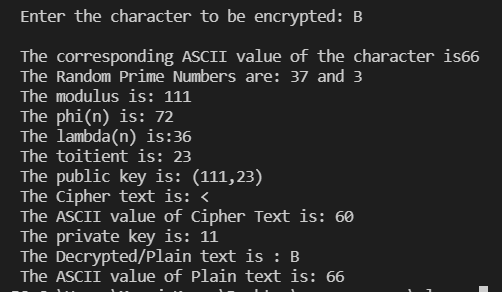 Enter the character to be encrypted: B
The corresponding ASCII value of the character is66
The Random Prime Numbers are: 37 and 3
The modulus is: 111
The phi(n) is: 72
The lambda(n) is:36
The toitient is: 23
The public key is: (111,23)
The Cipher text is: <
The ASCII value of Cipher Text is: 60
The private key is: 11
The Decrypted/Plain text is : B
The ASCII value of Plain text is: 66